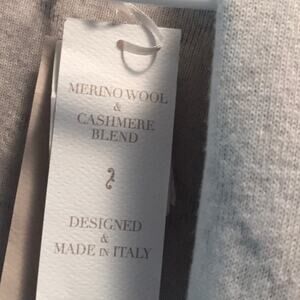 MERINO WOOL
&
CASHMERE
BLEND
DESIGNED
&
MADE IN ITALY